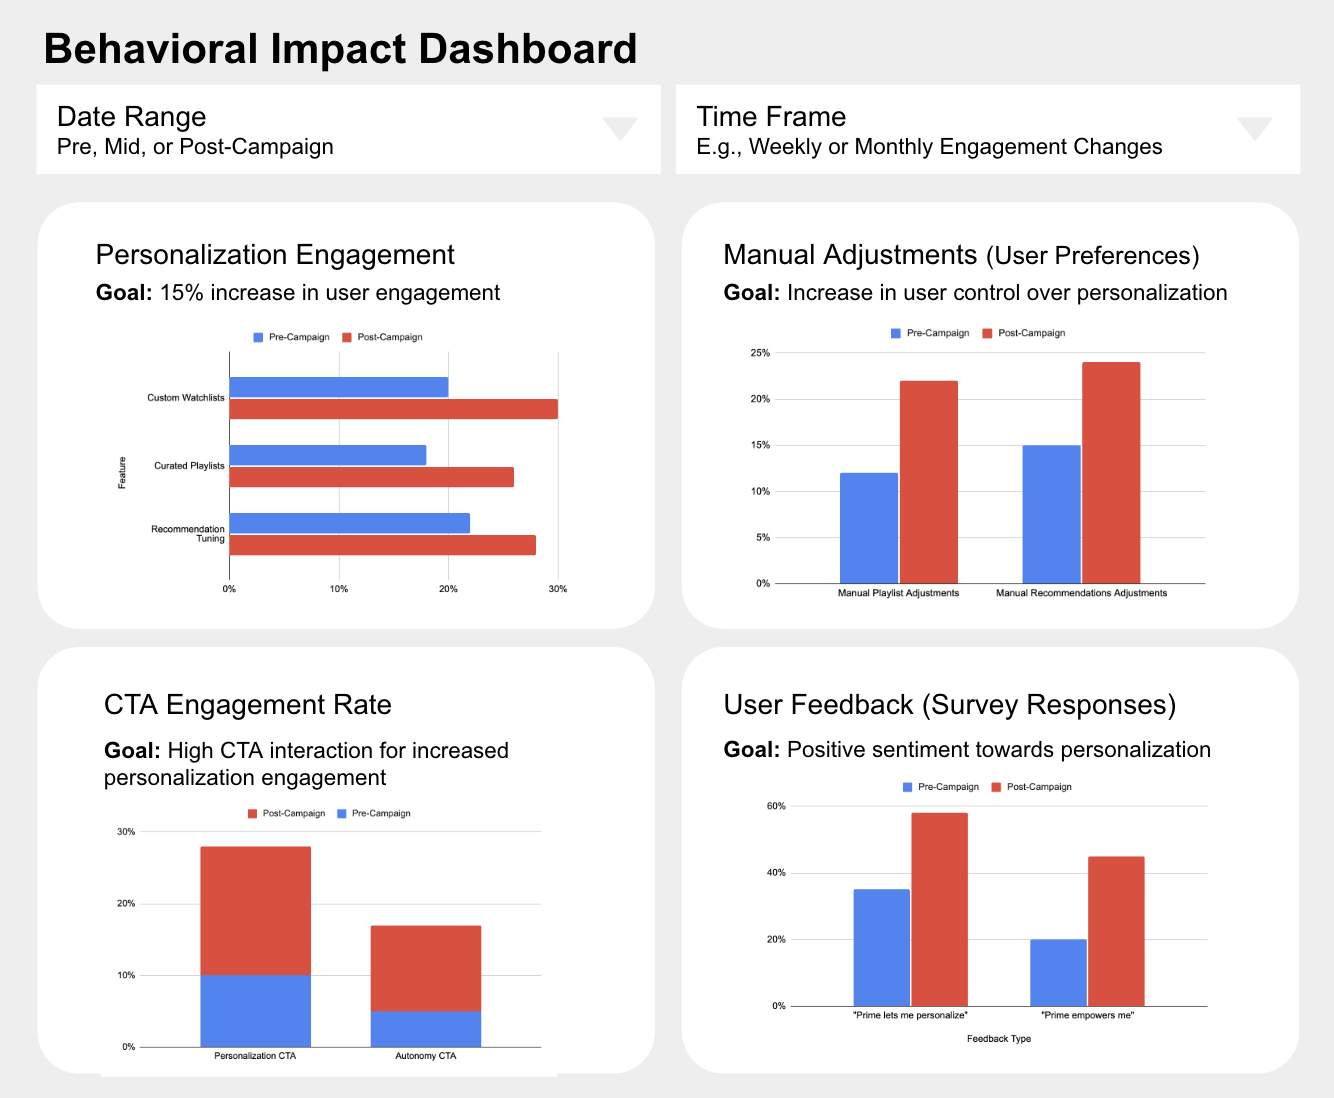 Behavioral Impact Dashboard
Date Range
Pre, Mid, or Post-Campaign
Time Frame
E.g., Weekly or Monthly Engagement Changes
Personalization Engagement
Goal: 15% increase in user engagement
Pre-Campaign
Post-Campaign
Feature
Custom Watchlists
Curated Playlists
Recommendation
Tuning
0%
10%
20%
30%
Manual Adjustments (User Preferences)
Goal: Increase in user control over personalization
Pre-Campaign
Post-Campaign
25%
20%
15%
10%
5%
0%
Manual Playlist Adjustments
Manual Recommendations Adjustments
CTA Engagement Rate
Goal: High CTA interaction for increased
personalization engagement
Post-Campaign
Pre-Campaign
30%
20%
10%
0%
Personalization CTA
Autonomy CTA
User Feedback (Survey Responses)
Goal: Positive sentiment towards personalization
Pre-Campaign
Post-Campaign
60%
40%
20%
0%
"Prime lets me personalize"
"Prime empowers me"
Feedback Type